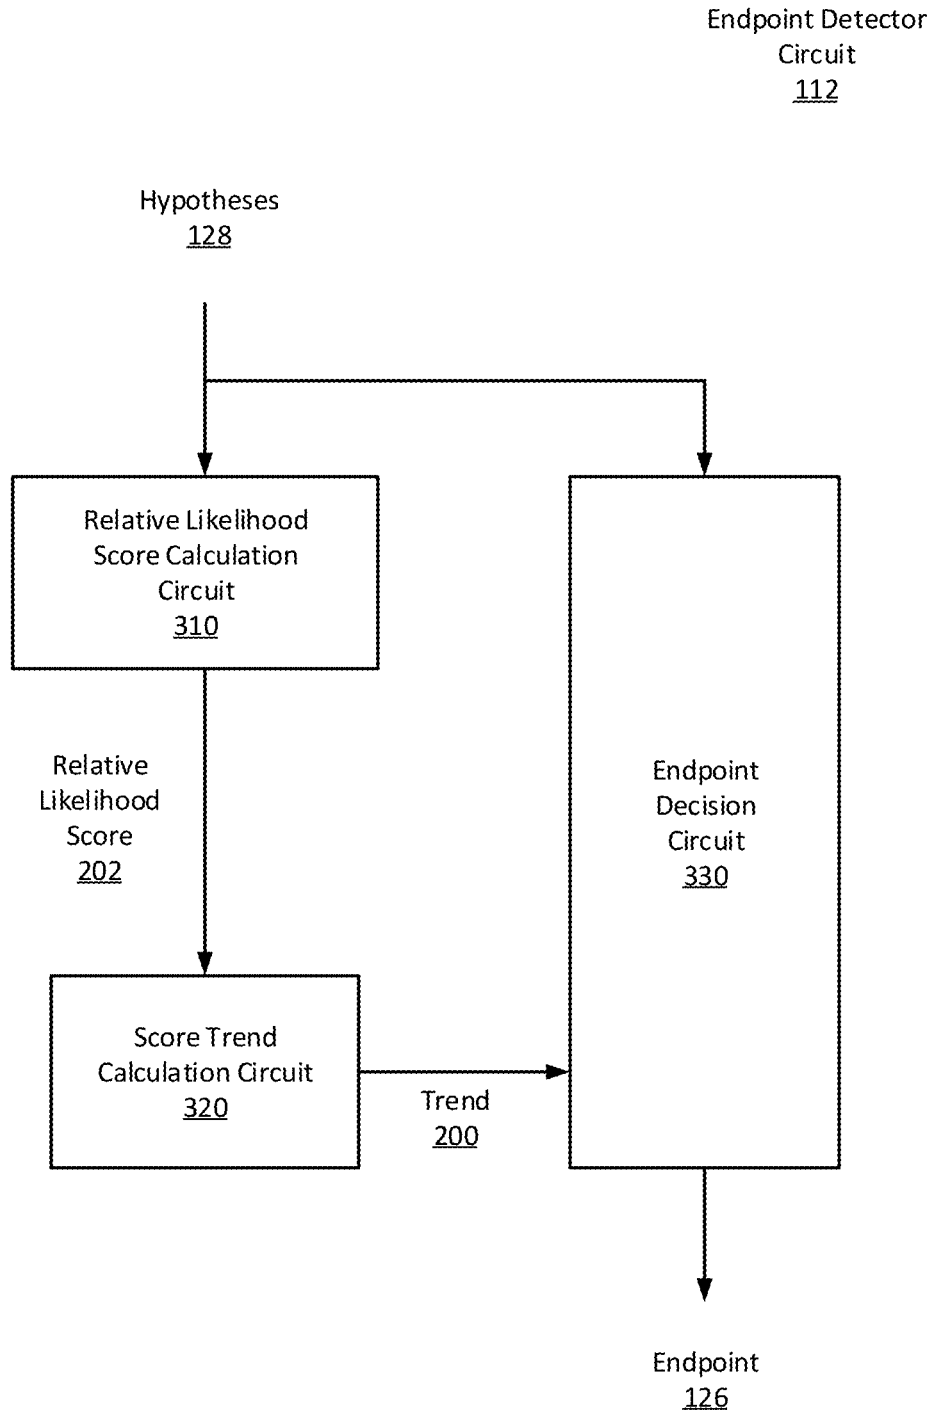 Endpoint Detector
Circuit
112
Hypotheses
128
Relative Likelihood
Score Calculation
Circuit
310
Relative
Likelihood
Score
202
Endpoint
Decision
Circuit
330
Score Trend
Calculation Circuit
320
Trend
200
Endpoint
126